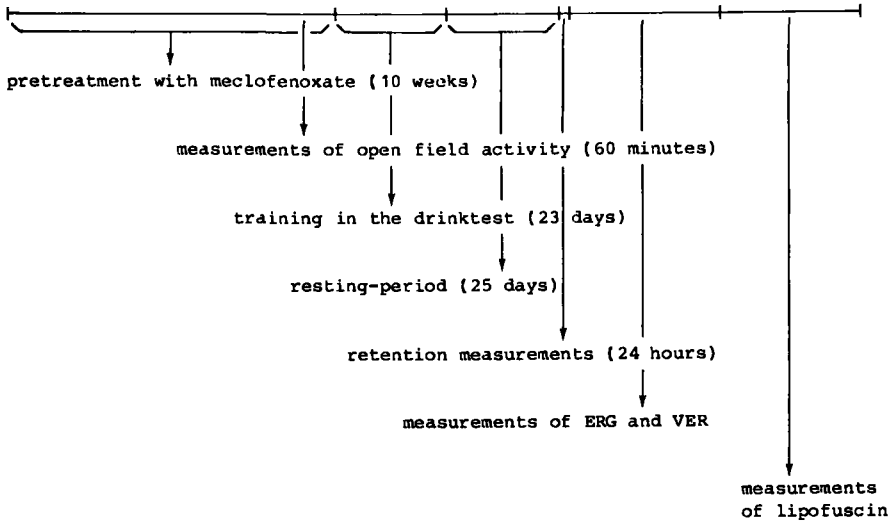 pretreatment with meclofenoxate (10 weeks)
measurements of open field activity (60 minutes)
training in the drinktest (23 days)
resting-period (25 days)
retention measurements (24 hours)
measurements of ERG and VER
measurements
of lipofuscin